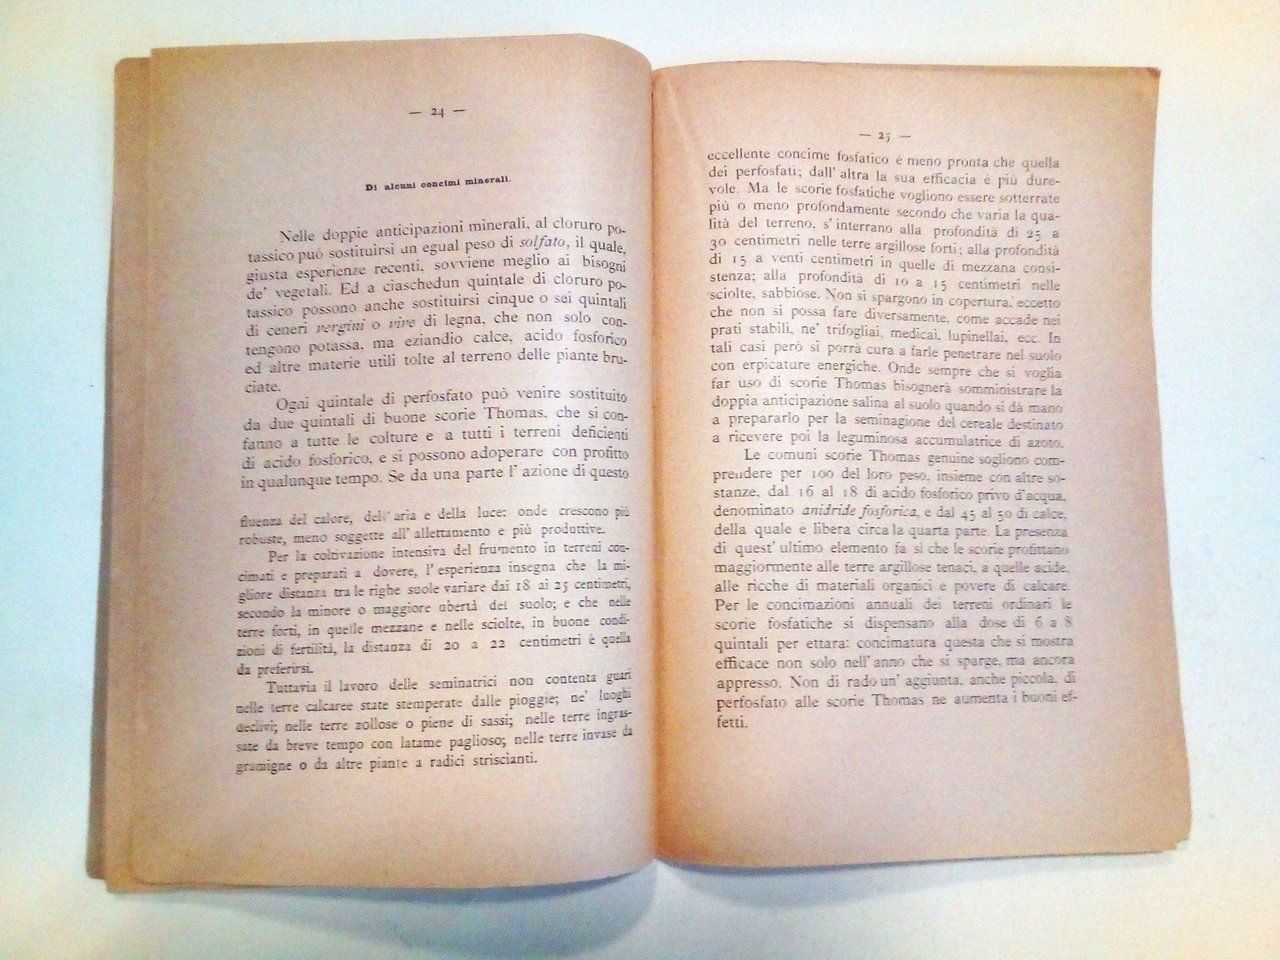 — 24 —
Di alcuni concimi minerali.
Nelle doppie anticipazioni minerali, al cloruro po-
tassico può sostituirsi un egual peso di solfato, il quale,
giusta esperienze recenti, sovviene meglio ai bisogni
de' vegetali. Ed a ciaschedun quintale di cloruro po-
tassico possono anche sostituirsi cinque o sei quintali
di ceneri vergini o vive di legna, che non solo con-
tengono potassa, ma eziandio calce, acido fosforico
ed altre materie utili tolte al terreno delle piante bru-
ciate.
Ogni quintale di perfosfato può venire sostituito
da due quintali di buone scorie Thomas, che si con-
fanno a tutte le colture e a tutti i terreni deficienti
di acido fosforico, e si possono adoperare con profitto
in qualunque tempo. Se da una parte l'azione di questo
fluenza del calore, dell'aria e della luce: onde crescono più
robuste, meno soggette all'allettamento e più produttive.
Per la coltivazione intensiva del frumento in terreni con-
cimati e preparati a dovere, l'esperienza insegna che la mi-
gliore distanza tra le righe suole variare dai 18 ai 25 centimetri,
secondo la minore o maggiore ubertà del suolo; e che nelle
terre forti, in quelle mezzane e nelle sciolte, in buone condi-
zioni di fertilità, la distanza di 20 a 22 centimetri è quella
da preferirsi.
Tuttavia il lavoro delle seminatrici non contenta guari
nelle terre calcaree state stemperate dalle pioggie; ne' luoghi
declivi; nelle terre zollose o piene di sassi; nelle terre ingras-
sate da breve tempo con latame paglioso; nelle terre invase da
gramigne o da altre piante a radici striscianti.
— 25 —
eccellente concime fosfatico è meno pronta che quella
dei perfosfati; dall'altra la sua efficacia è più dure-
vole. Ma le scorie fosfatiche vogliono essere sotterrate
più o meno profondamente secondo che varia la qua-
lità del terreno, s'interrano alla profondità di 25 a
30 centimetri nelle terre argillose forti; alla profondità
di 15 a venti centimetri in quelle di mezzana consi-
stenza; alla profondità di 10 a 15 centimetri nelle
sciolte, sabbiose. Non si spargono in copertura, eccetto
che non si possa fare diversamente, come accade nei
prati stabili, ne' trifogliai, medicai, lupinellai, ecc. In
tali casi però si porrà cura a farle penetrare nel suolo
con erpicature energiche. Onde sempre che si voglia
far uso di scorie Thomas bisognerà somministrare la
doppia anticipazione salina al suolo quando si dà mano
a prepararlo per la seminagione del cereale destinato
a ricevere poi la leguminosa accumulatrice di azoto.
Le comuni scorie Thomas genuine sogliono com-
prendere per 100 del loro peso, insieme con altre so-
stanze, dal 16 al 18 di acido fosforico privo d'acqua,
denominato anidride fosforica, e dal 45 al 50 di calce,
della quale e libera circa la quarta parte. La presenza
di quest'ultimo elemento fa sì che le scorie profittano
maggiormente alle terre argillose tenaci, a quelle acide,
alle ricche di materiali organici e povere di calcare.
Per le concimazioni annuali dei terreni ordinari le
scorie fosfatiche si dispensano alla dose di 6 a 8
quintali per ettara: concimatura questa che si mostra
efficace non solo nell'anno che si sparge, ma ancora
appresso. Non di rado un'aggiunta, anche piccola, di
perfosfato alle scorie Thomas ne aumenta i buoni ef-
fetti.